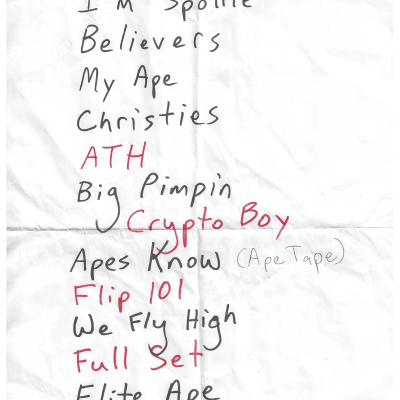 I'm Spoille
Believers
My Ape
Christies
ATH
Big Pimpin
Crypto Boy
Apes Know (Ape Tape)
Flip 101
We Fly High
Full Set
Elite Ape